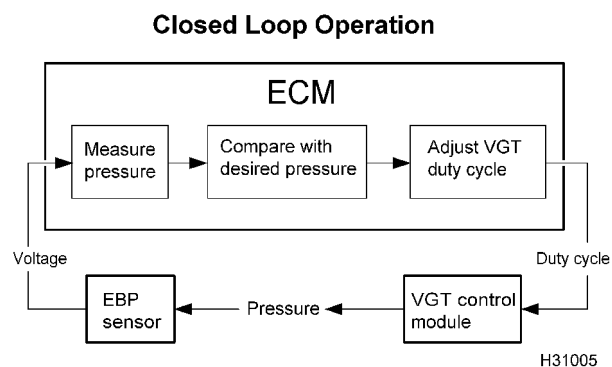 Closed Loop Operation
ECM
Measure
pressure
Compare with
desired pressure
Adjust VGT
duty cycle
Voltage
Duty cycle
EBP
sensor
Pressure
VGT control
module
H31005